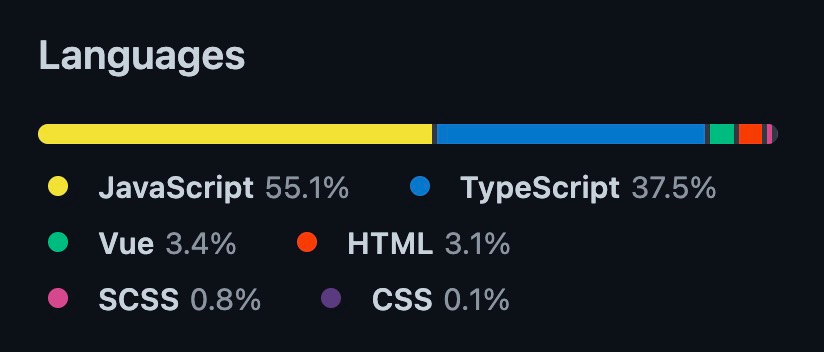 Languages
JavaScript 55.1% TypeScript 37.5%
Vue 3.4% HTML 3.1%
SCSS 0.8% CSS 0.1%